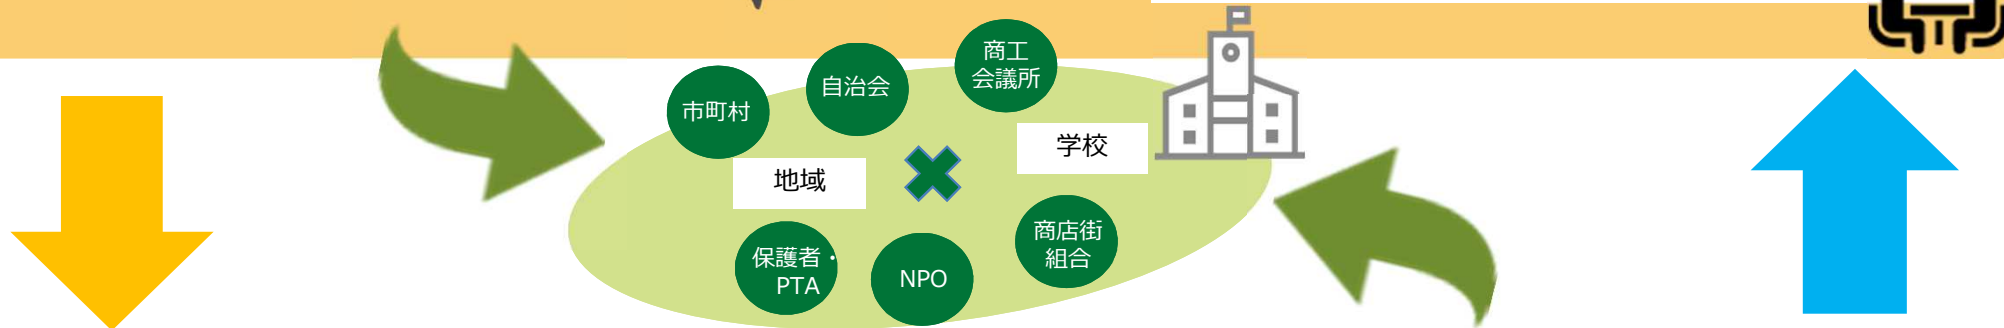 商工
会議所
自治会
市町村
学校
地域
商店街
組合
保護者・
PTA
NPO